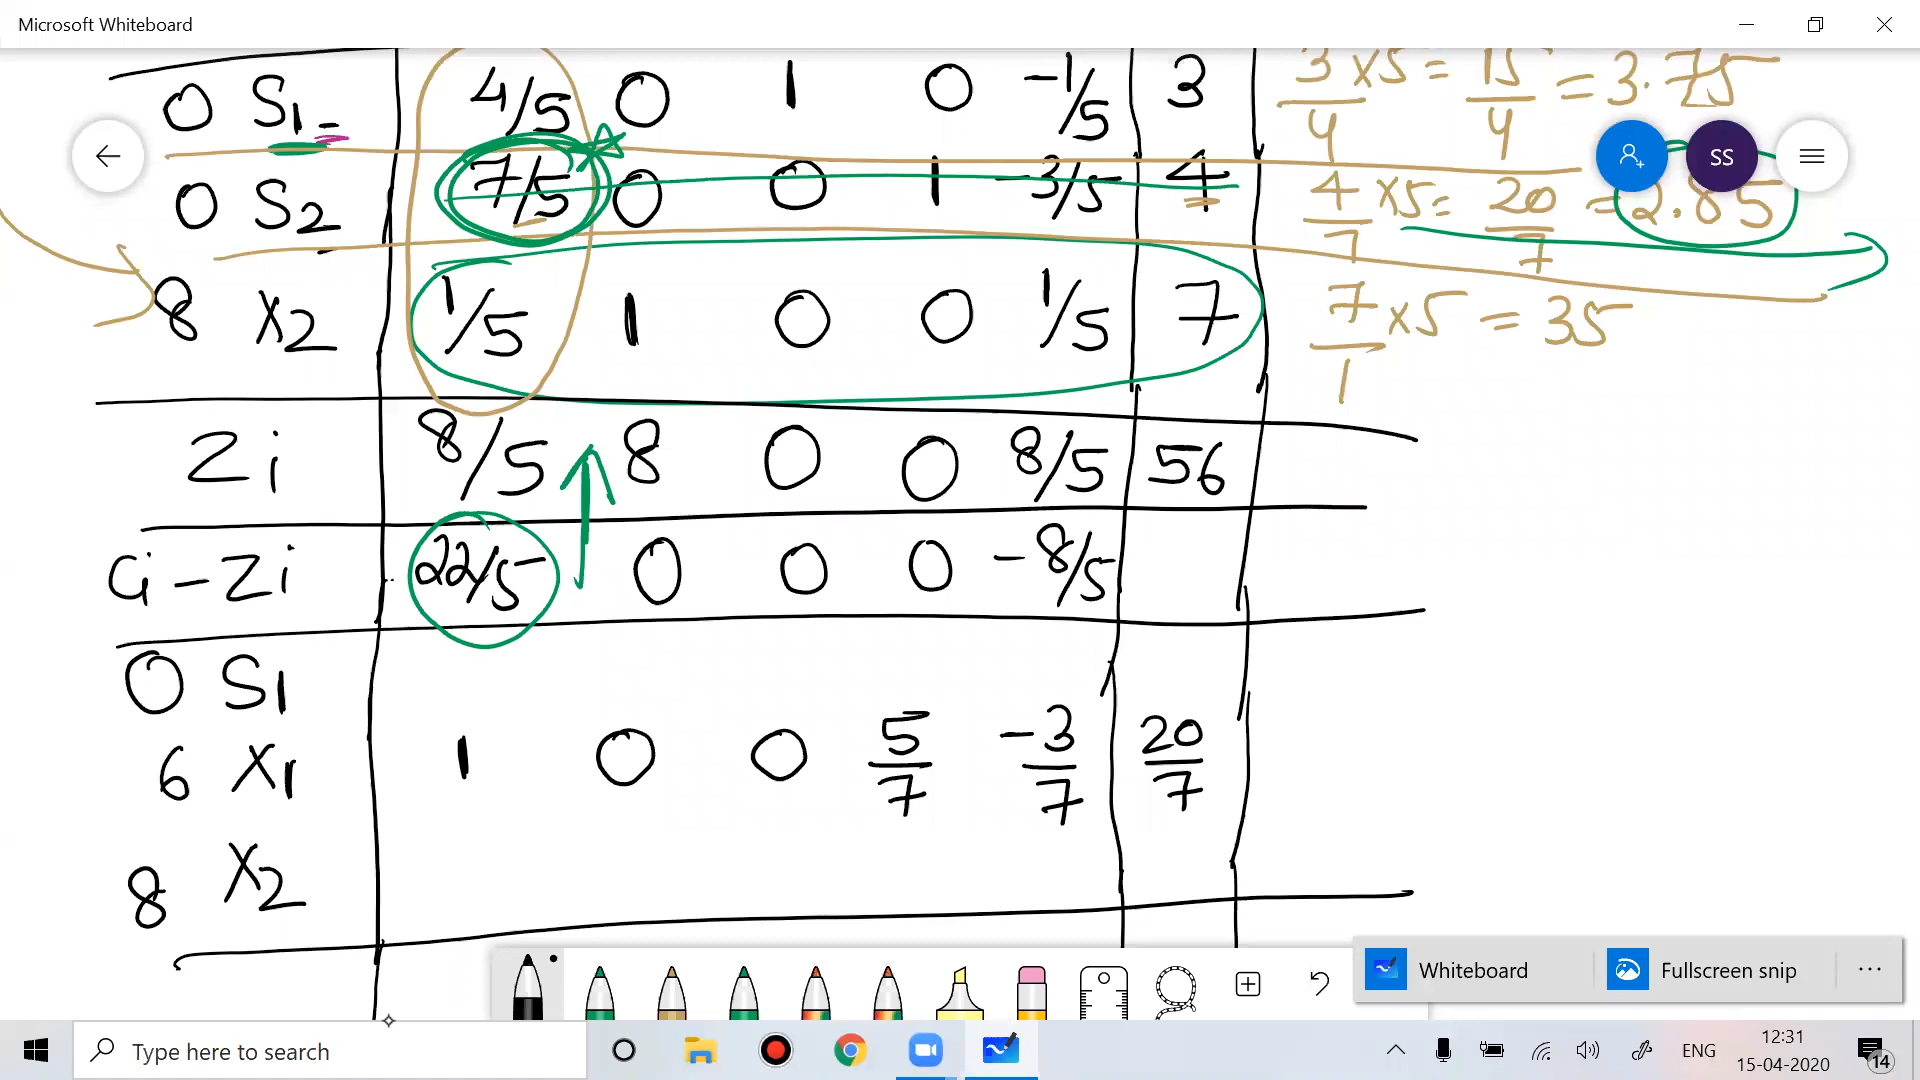 Microsoft Whiteboard
0 S1 4/5 0 1 0 -1/5 3
3/4 x5 = 15/4 = 3.75
SS
0 S2 7/5 0 0 1 -3/5 4
4/7 x5 = 20/7 = 2.85
8 X2 1/5 1 0 0 1/5 7
7/1 x5 = 35
Zi 8/5 8 0 0 8/5 56
Ci - Zi 22/5 0 0 0 -8/5
0 S1
6 X1 1 0 0 5/7 -3/7 20/7
8 X2
Whiteboard
Fullscreen snip
Type here to search
ENG
12:31
15-04-2020
14